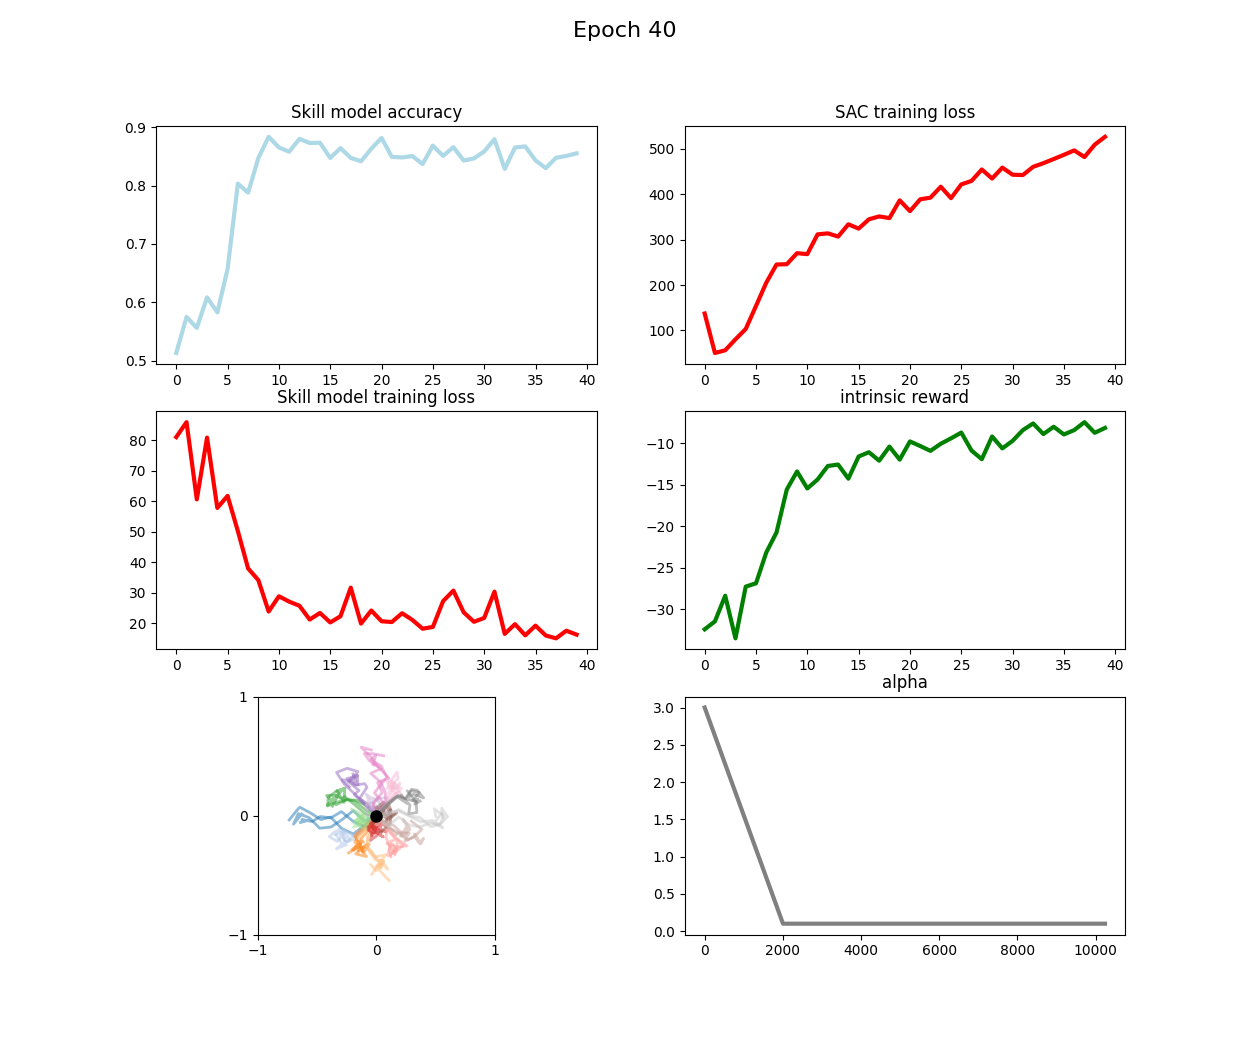 Epoch 40
Skill model accuracy
0.9
0.8
0.7
0.6
0.5
0 5 10 15 20 25 30 35 40
SAC training loss
500
400
300
200
100
0 5 10 15 20 25 30 35 40
Skill model training loss
80
70
60
50
40
30
20
0 5 10 15 20 25 30 35 40
intrinsic reward
−10
−15
−20
−25
−30
0 5 10 15 20 25 30 35 40
1
0
−1
−1 0 1
alpha
3.0
2.5
2.0
1.5
1.0
0.5
0.0
0 2000 4000 6000 8000 10000